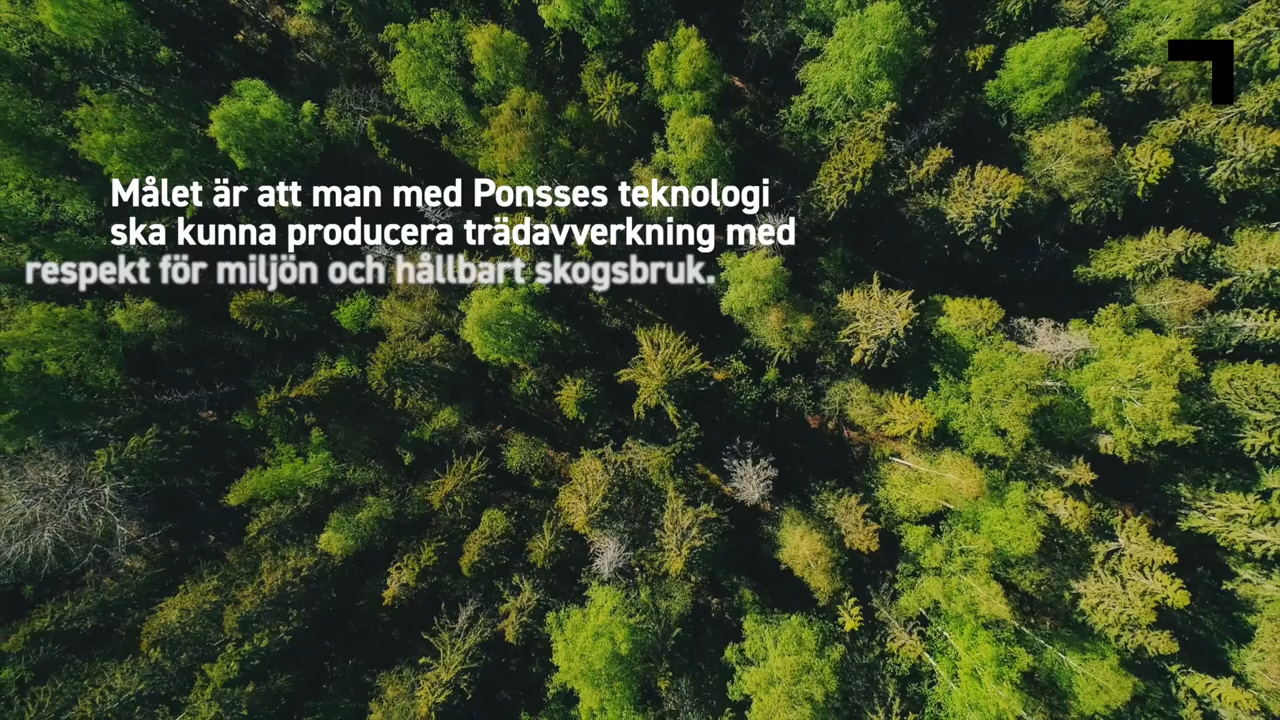 Målet är att man med Ponsses teknologi
ska kunna producera trädavverkning med
respekt för miljön och hållbart skogsbruk.